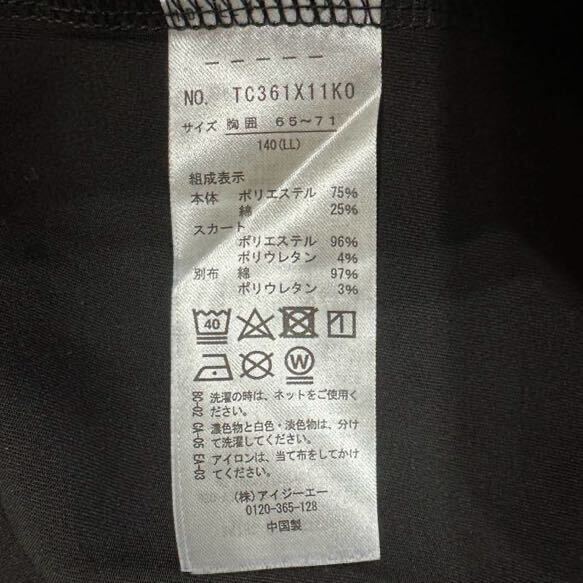 NO. TC361X11K0
サイズ 胸囲 65～71
140(LL)
組成表示
本体 ポリエステル 75%
綿 25%
スカート
ポリエステル 96%
ポリウレタン 4%
別布 綿 97%
ポリウレタン 3%
40
W
洗濯の時は、ネットをご使用く
ださい。
濃色物と白色・淡色物は、分け
て洗濯してください。
アイロンは、当て布をしてかけ
てください。
(株)アイジーエー
0120-365-128
中国製